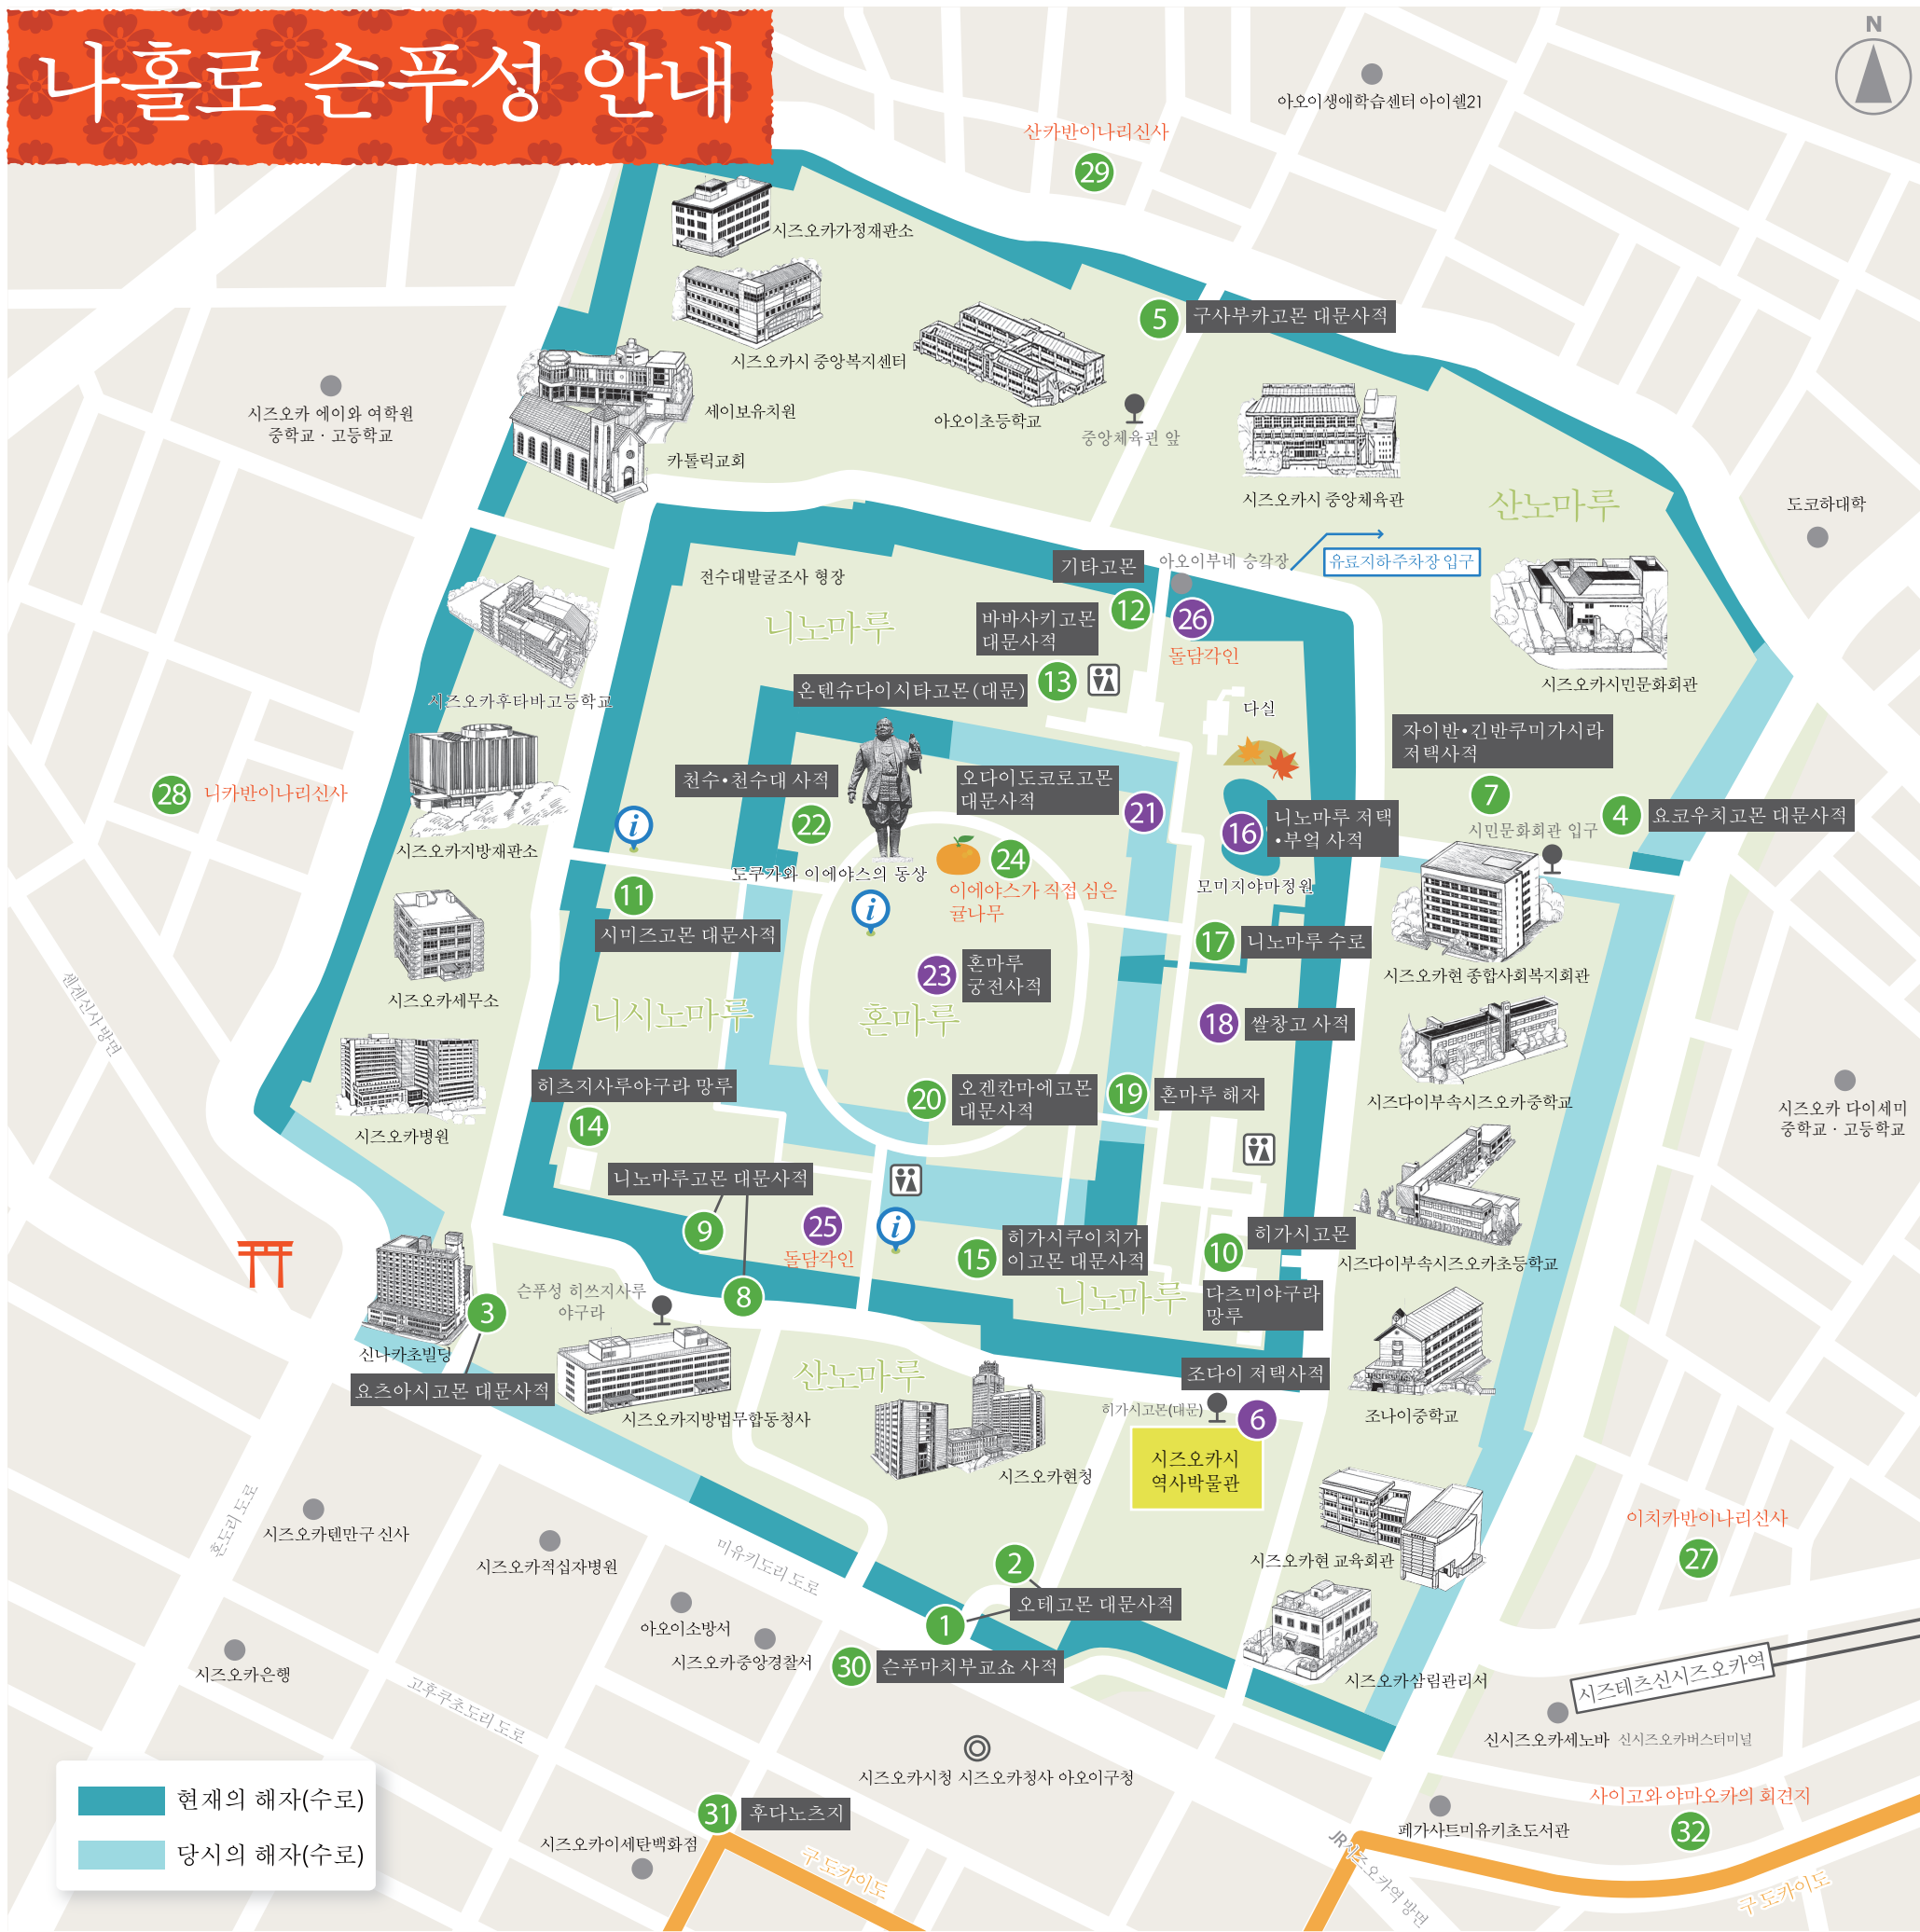 나홀로 슨푸성 안내
N
아오이생애학습센터 아이쉘21
산카반이나리신사
29
시즈오카가정재판소
시즈오카시 중앙복지센터
5
구사부카고몬 대문사적
시즈오카 에이와 여학원
중학교 · 고등학교
세이보유치원
카톨릭교회
아오이초등학교
중앙체육괸 앞
시즈오카시 중앙체육관
산노마루
도코하대학
전수대발굴조사 형장
니노마루
기타고몬
12
아오이부네 승각장
유료지하주차장 입구
바바사키고몬
대문사적
26
돌담각인
시즈오카시민문화회관
온텐슈다이시타고몬(대문)
13
시즈오카후타바고등학교
다실
자이반•긴반쿠미가시라
저택사적
28
니카반이나리신사
천수•천수대 사적
22
오다이도코로고몬
대문사적
21
16
니노마루 저택
•부엌 사적
7
시민문화회관 입구
4
요코우치고몬 대문사적
시즈오카지방재판소
i
도쿠가와 이에야스의 동상
24
이에야스가 직접 심은
귤나무
모미지야마정원
11
시미즈고몬 대문사적
i
17
니노마루 수로
23
혼마루
궁전사적
시즈오카현 종합사회복지회관
센겐신사 방면
시즈오카세무소
니시노마루
혼마루
18
쌀창고 사적
히츠지사루야구라 망루
14
20
오겐칸마에고몬
대문사적
19
혼마루 해자
시즈다이부속시즈오카중학교
시즈오카 다이세미
중학교 · 고등학교
시즈오카병원
니노마루고몬 대문사적
9
25
돌담각인
i
15
히가시쿠이치가
이고몬 대문사적
10
히가시고몬
시즈다이부속시즈오카초등학교
8
니노마루
다츠미야구라
망루
3
슨푸성 히쓰지사루
야구라
신나카초빌딩
요츠아시고몬 대문사적
시즈오카지방법무합동청사
산노마루
조다이 저택사적
히가시고몬(대문)
6
조나이중학교
시즈오카현청
시즈오카시
역사박물관
혼도리 도로
시즈오카텐만구 신사
시즈오카적십자병원
미유키도리 도로
이치카반이나리신사
27
시즈오카현 교육회관
2
오테고몬 대문사적
1
아오이소방서
시즈오카중앙경찰서
30
슨푸마치부교쇼 사적
시즈오카은행
고후쿠초도리 도로
시즈오카삼림관리서
시즈테츠신시즈오카역
신시즈오카세노바
신시즈오카버스터미널
시즈오카시청 시즈오카청사 아오이구청
현재의 해자(수로)
당시의 해자(수로)
31
후다노츠지
시즈오카이세탄백화점
구 도카이도
사이고와 야마오카의 회견지
32
페가사트미유키초도서관
JR시즈오카역 방면
구 도카이도